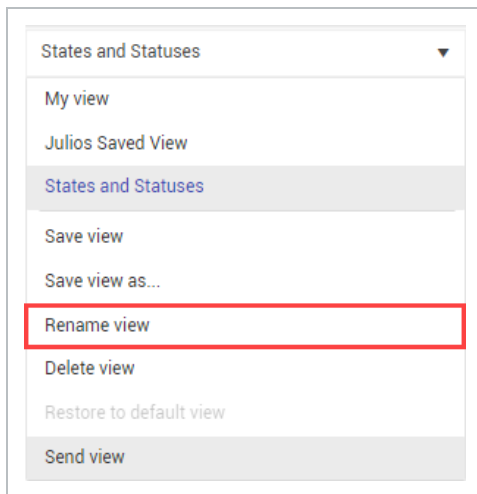 States and Statuses
My view
Julios Saved View
States and Statuses
Save view
Save view as...
Rename view
Delete view
Restore to default view
Send view